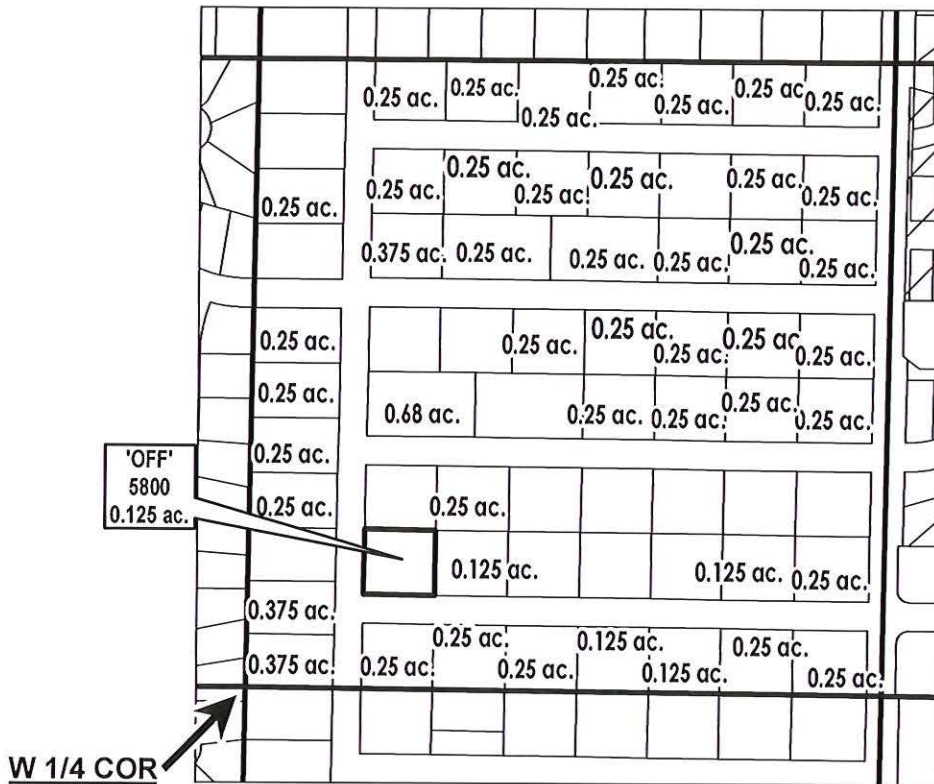 0.25 ac. 0.25 ac. 0.25 ac. 0.25 ac. 0.25 ac. 0.25 ac. 0.25 ac.
0.25 ac. 0.25 ac. 0.25 ac. 0.25 ac. 0.25 ac. 0.25 ac.
0.25 ac.
0.375 ac. 0.25 ac. 0.25 ac. 0.25 ac. 0.25 ac. 0.25 ac.
0.25 ac. 0.25 ac. 0.25 ac. 0.25 ac. 0.25 ac. 0.25 ac.
0.25 ac. 0.68 ac. 0.25 ac. 0.25 ac. 0.25 ac. 0.25 ac.
0.25 ac.
'OFF'
5800
0.125 ac.
0.25 ac. 0.25 ac.
0.125 ac. 0.125 ac. 0.25 ac.
0.375 ac.
0.25 ac. 0.125 ac. 0.25 ac.
0.375 ac. 0.25 ac. 0.25 ac. 0.125 ac. 0.25 ac.
W 1/4 COR